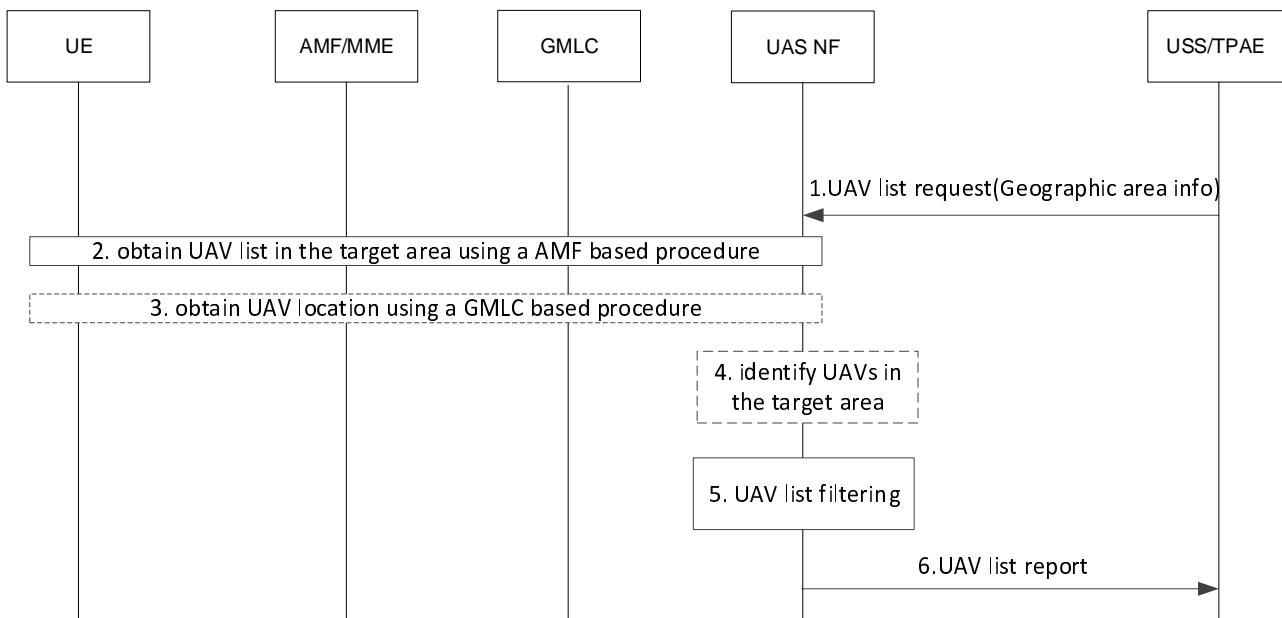 UE
AMF/MME
GMLC
UAS NF
USS/TPAE
1.UAV list request(Geographic area info)
2. obtain UAV list in the target area using a AMF based procedure
3. obtain UAV location using a GMLC based procedure
4. identify UAVs in
the target area
5. UAV list filtering
6.UAV list report